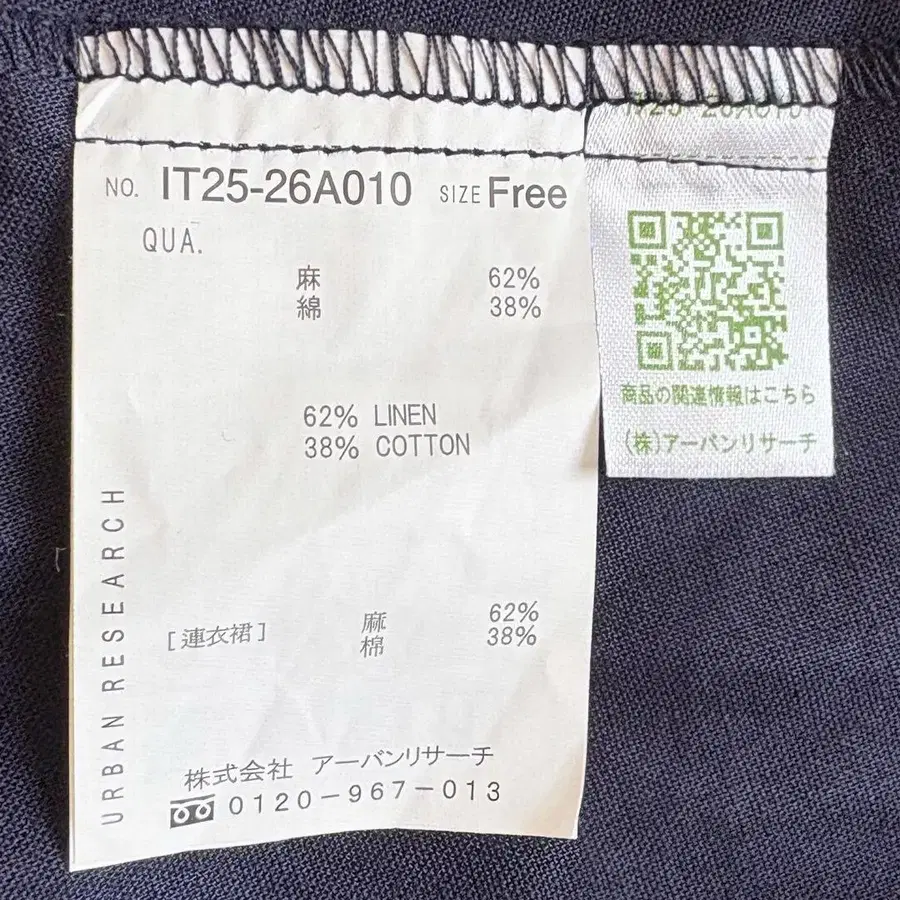 NO. IT25-26A010 SIZE Free
QUA.
麻 62%
綿 38%
62% LINEN
38% COTTON
[連衣裙] 麻 62%
棉 38%
URBAN RESEARCH
株式会社 アーバンリサーチ
0120-967-013
IT25-26A010
商品の関連情報はこちら
(株)アーバンリサーチ